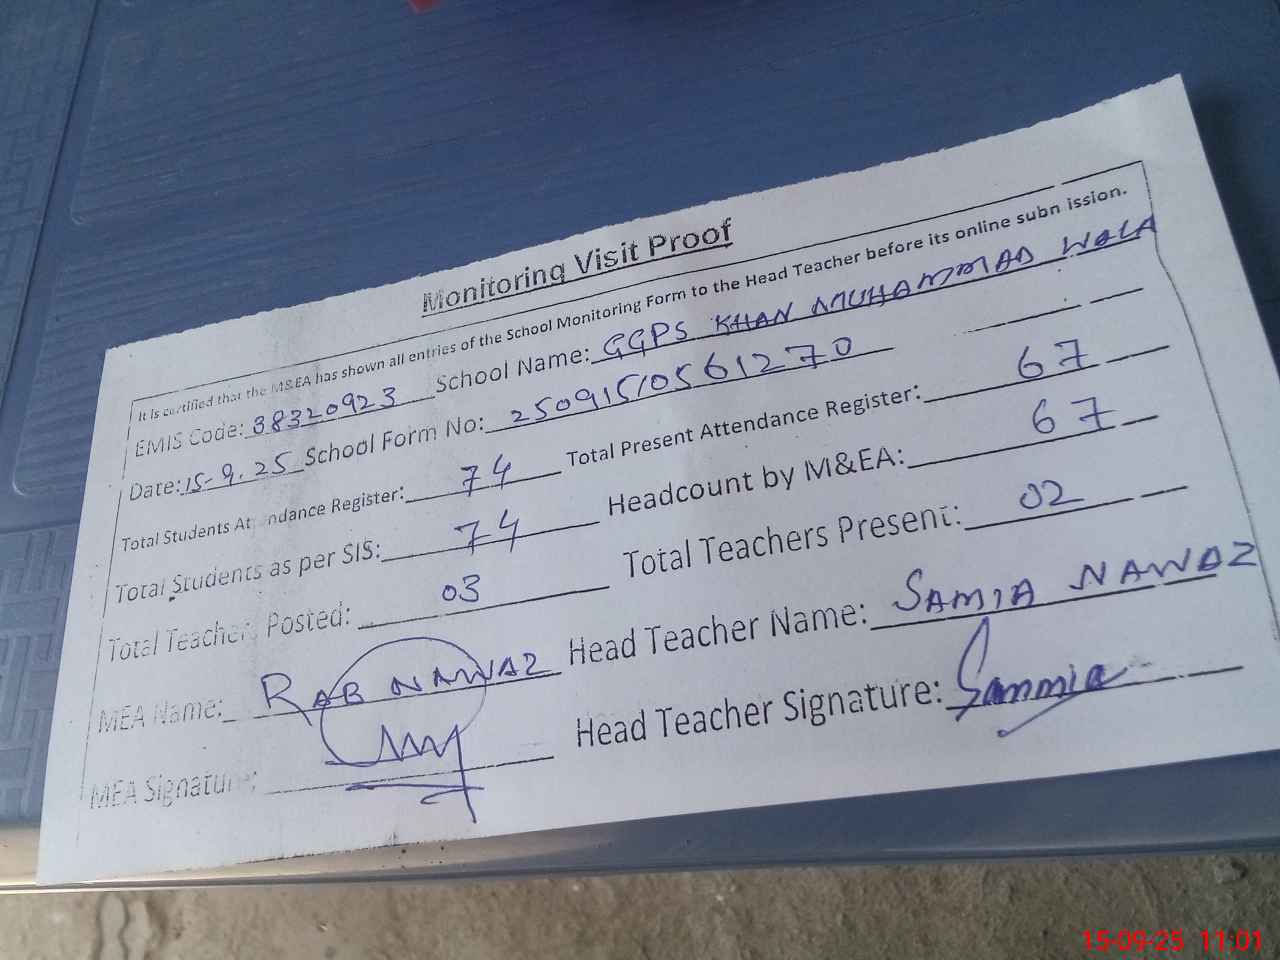 Monitoring Visit Proof
It is certified that the M&EA has shown all entries of the School Monitoring Form to the Head Teacher before its online subn ission.
EMIS Code: 38320923 School Name: GGPS KHAN MUHAMMAD WALA
Date: 15-9.25 School Form No: 2509151056 1270
Total Students Attendance Register: 74 Total Present Attendance Register: 67
Total Students as per SIS: 74 Headcount by M&EA: 67
Total Teachers Posted: 03 Total Teachers Present: 02
MEA Name: RAB NAWAZ Head Teacher Name: SAMIA NAWAZ
MEA Signature: Head Teacher Signature: Sammia
15-09-25 11:01